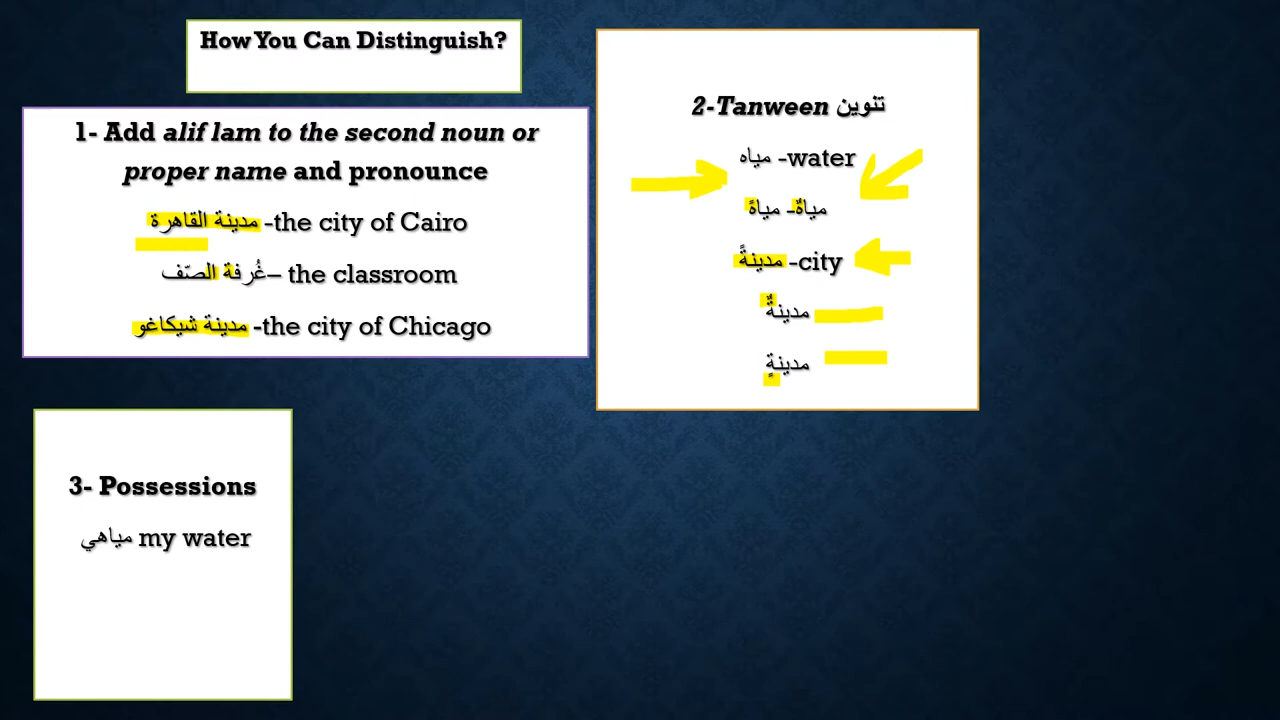 How You Can Distinguish?
1- Add alif lam to the second noun or
proper name and pronounce
مدينة القاهرة -the city of Cairo
غُرفة الصّف– the classroom
مدينة شيكاغو -the city of Chicago
2-Tanween تنوين
مياه -water
مياهٌ- مياهً
مدينةً -city
مدينةٌ
مدينةٍ
3- Possessions
مياهي my water